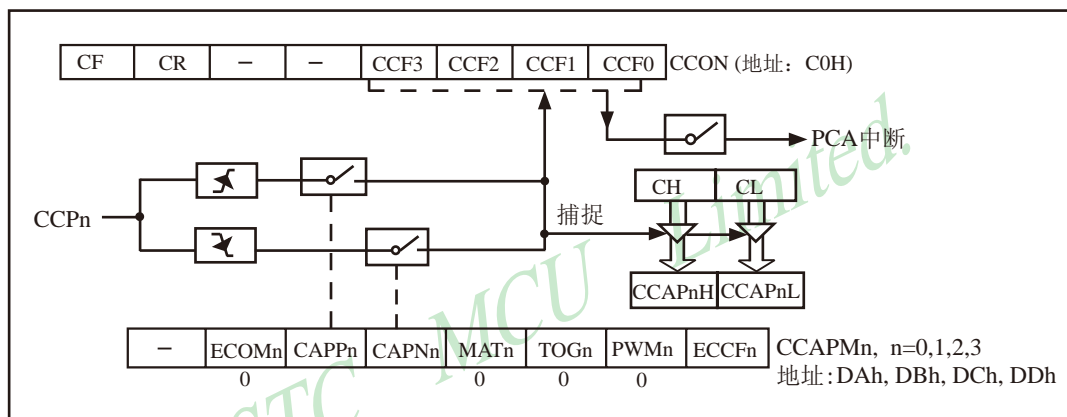 CF CR － － CCF3 CCF2 CCF1 CCF0 CCON (地址：C0H)
PCA中断
CH CL
CCPn
捕捉
CCAPnH CCAPnL
－ ECOMn CAPPn CAPNn MATn TOGn PWMn ECCFn CCAPMn, n=0,1,2,3
0 0 0 0 地址:DAh, DBh, DCh, DDh
STC MCU Limited.